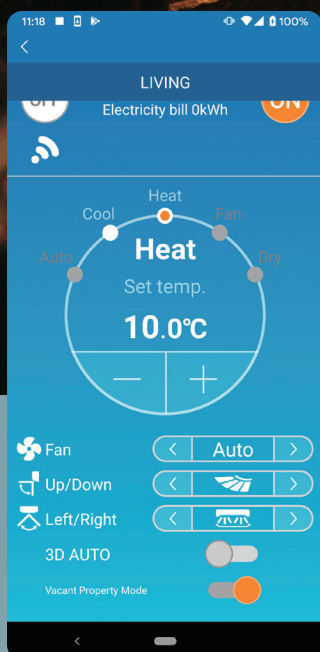 11:18
100%
LIVING
OFF
Electricity bill 0kWh
ON
Heat
Cool
Fan
Auto
Dry
Heat
Set temp.
10.0°C
Fan
Auto
Up/Down
Left/Right
3D AUTO
Vacant Property Mode